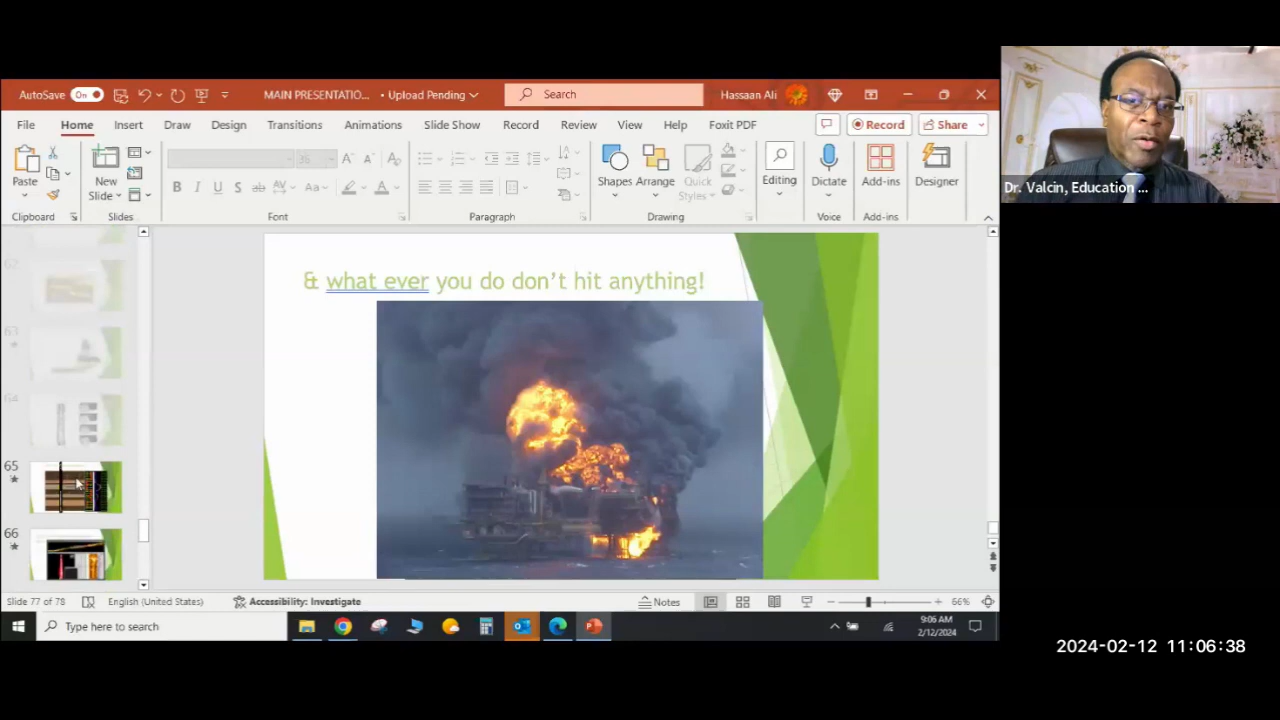 AutoSave On MAIN PRESENTATIO... • Upload Pending Search Hassaan Ali
File Home Insert Draw Design Transitions Animations Slide Show Record Review View Help Foxit PDF Record Share
Paste New Slide 36 Shapes Arrange Quick Styles Editing Dictate Add-ins Designer
Clipboard Slides Font Paragraph Drawing Voice Add-ins
Dr. Valcin, Education ...
62
63
64
65
66
& what ever you do don't hit anything!
Slide 77 of 78 English (United States) Accessibility: Investigate Notes 66%
Type here to search
9:06 AM
2/12/2024
2024-02-12 11:06:38